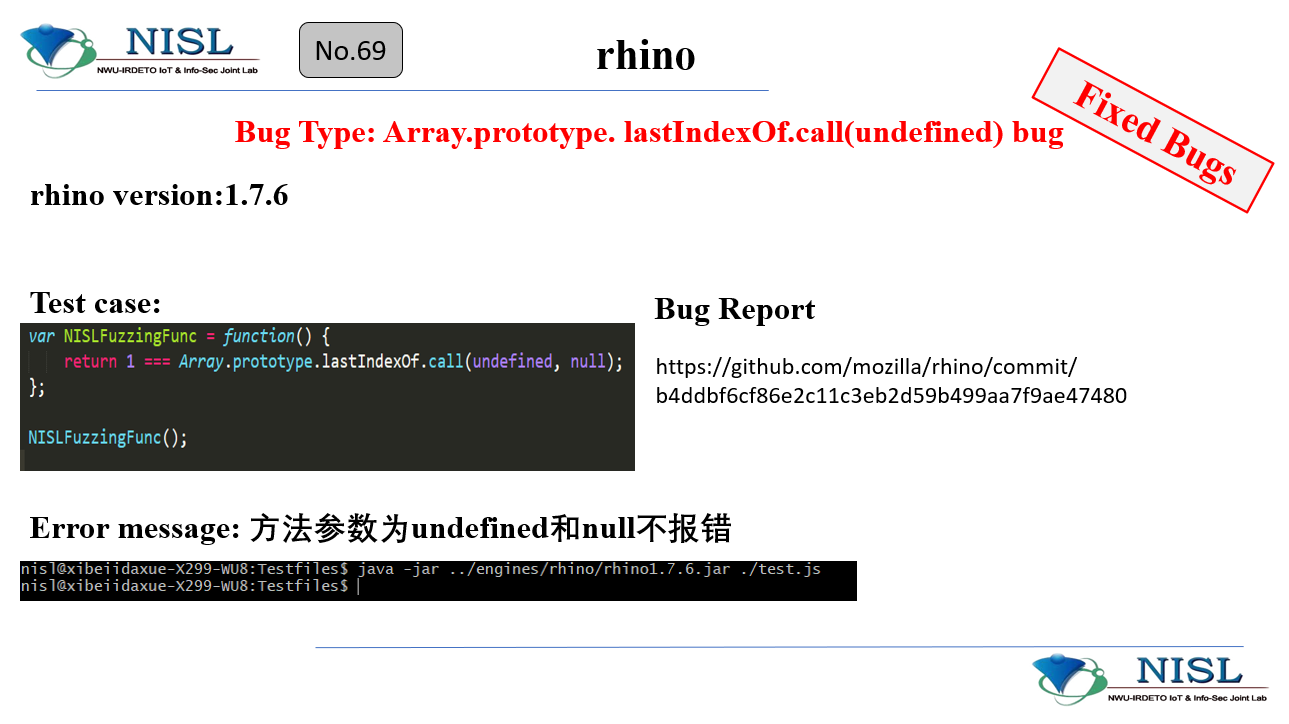 NISL
NWU-IRDETO IoT & Info-Sec Joint Lab
No.69
rhino
Fixed Bugs
Bug Type: Array.prototype. lastIndexOf.call(undefined) bug
rhino version:1.7.6
Test case:
var NISLFuzzingFunc = function() {
return 1 === Array.prototype.lastIndexOf.call(undefined, null);
};
NISLFuzzingFunc();
Bug Report
https://github.com/mozilla/rhino/commit/
b4ddbf6cf86e2c11c3eb2d59b499aa7f9ae47480
Error message: 方法参数为undefined和null不报错
nisl@xibeiidaxue-X299-WU8:Testfiles$ java -jar ../engines/rhino/rhino1.7.6.jar ./test.js
nisl@xibeiidaxue-X299-WU8:Testfiles$
NISL
NWU-IRDETO IoT & Info-Sec Joint Lab